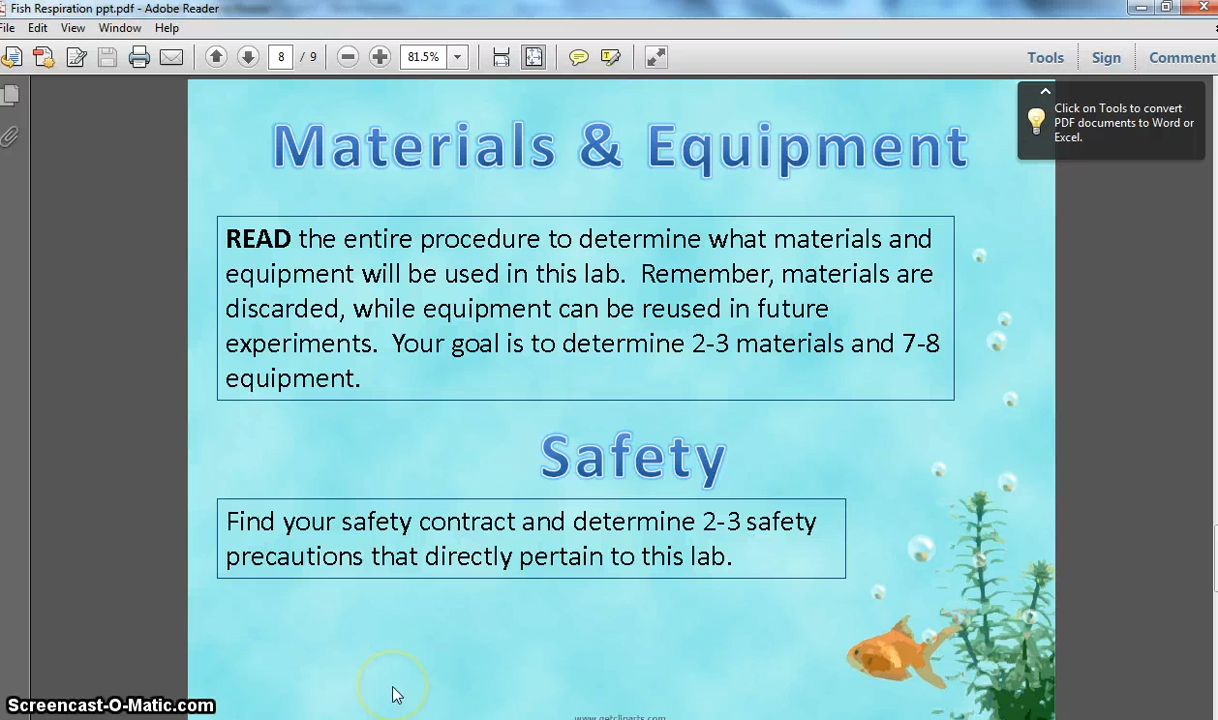 Fish Respiration ppt.pdf - Adobe Reader
File Edit View Window Help
8 / 9 81.5% Tools Sign Comment
Click on Tools to convert
PDF documents to Word or
Excel.
Materials & Equipment
READ the entire procedure to determine what materials and
equipment will be used in this lab. Remember, materials are
discarded, while equipment can be reused in future
experiments. Your goal is to determine 2-3 materials and 7-8
equipment.
Safety
Find your safety contract and determine 2-3 safety
precautions that directly pertain to this lab.
Screencast-O-Matic.com
www.getcliparts.com